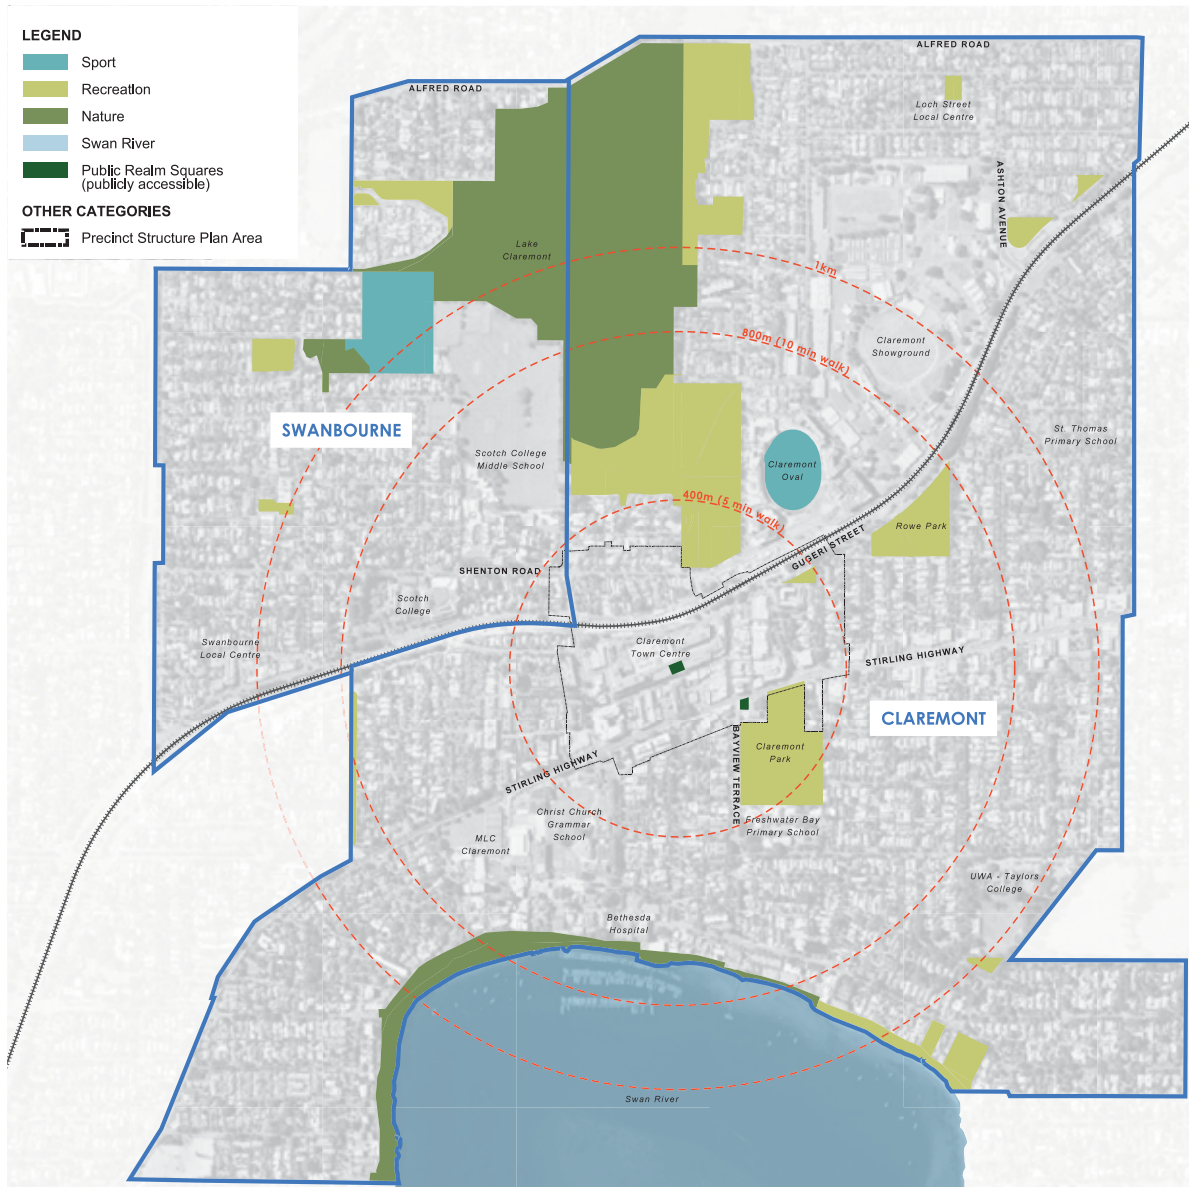 LEGEND
Sport
Recreation
Nature
Swan River
Public Realm Squares
(publicly accessible)
OTHER CATEGORIES
Precinct Structure Plan Area
ALFRED ROAD
ALFRED ROAD
Loch Street
Local Centre
ASHTON AVENUE
Lake
Claremont
1km
800m (10 min walk)
Claremont
Showground
SWANBOURNE
St. Thomas
Primary School
Scotch College
Middle School
Claremont
Oval
400m (5 min walk)
Rowe Park
GUGERI STREET
SHENTON ROAD
Scotch
College
Swanbourne
Local Centre
Claremont
Town Centre
STIRLING HIGHWAY
CLAREMONT
BAYVIEW TERRACE
Claremont
Park
STIRLING HIGHWAY
Christ Church
Grammar
School
Freshwater Bay
Primary School
MLC
Claremont
UWA - Taylors
College
Bethesda
Hospital
Swan River